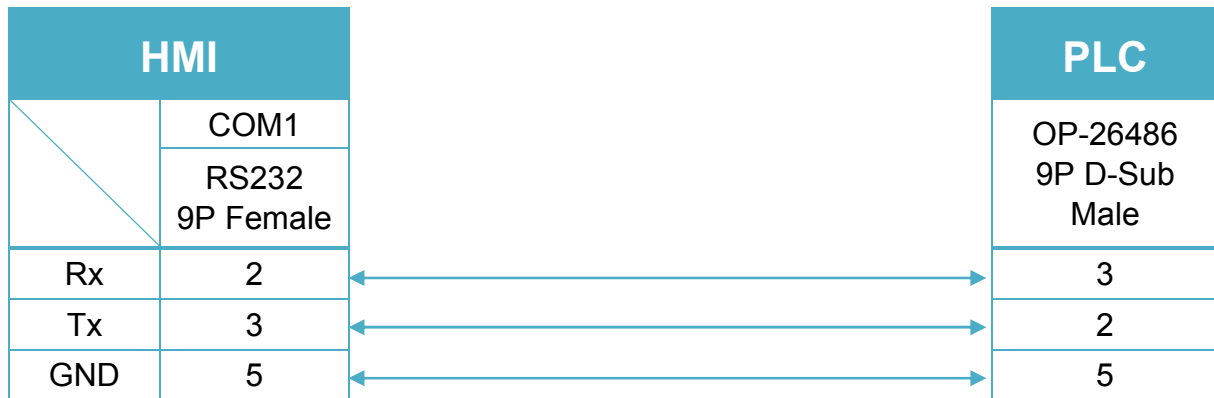 HMI
PLC
COM1
RS232
9P Female
OP-26486
9P D-Sub
Male
Rx 2 3
Tx 3 2
GND 5 5